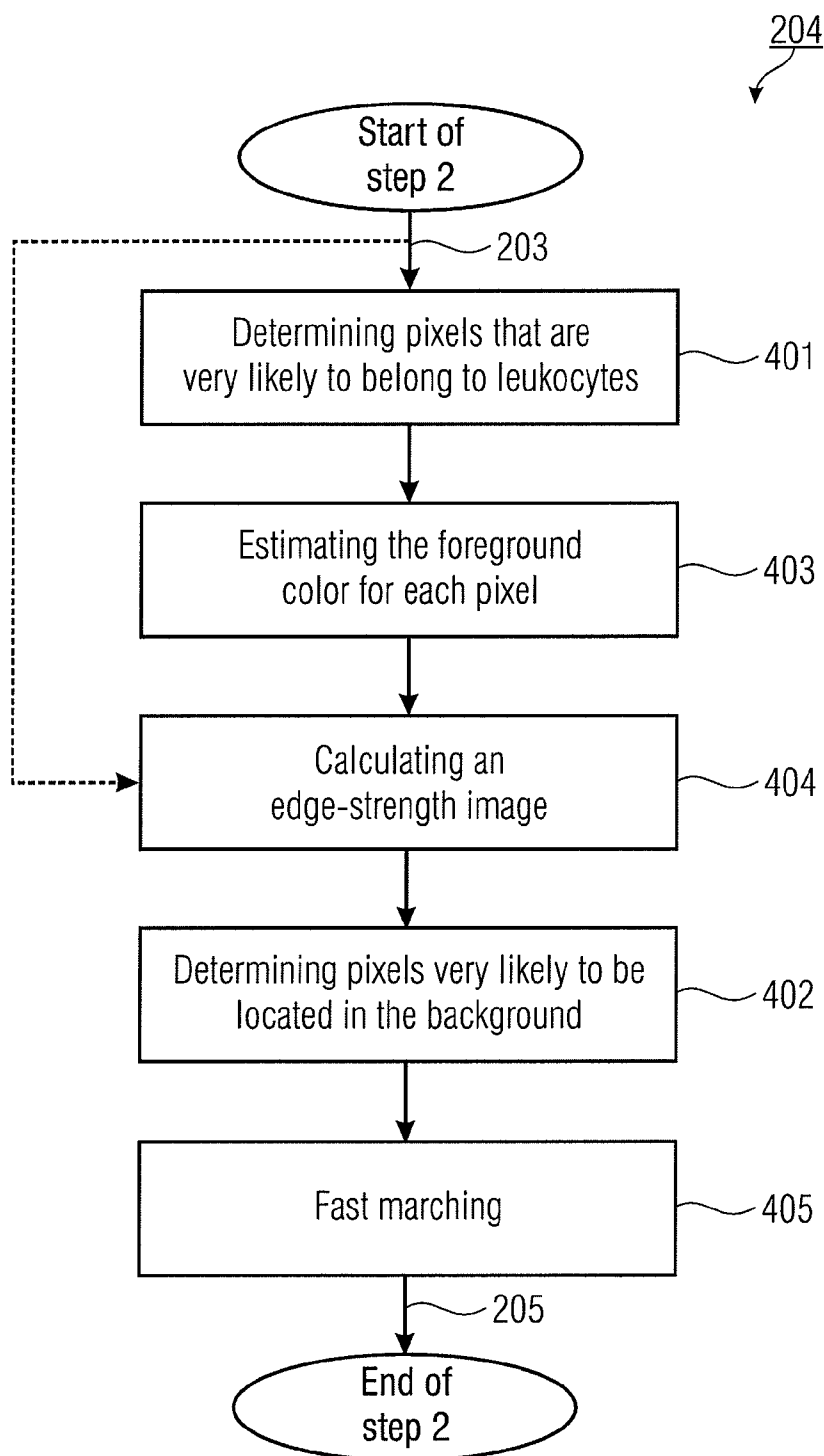 204
Start of
step 2
203
Determining pixels that are
very likely to belong to leukocytes
401
Estimating the foreground
color for each pixel
403
Calculating an
edge-strength image
404
Determining pixels very likely to be
located in the background
402
Fast marching
405
205
End of
step 2